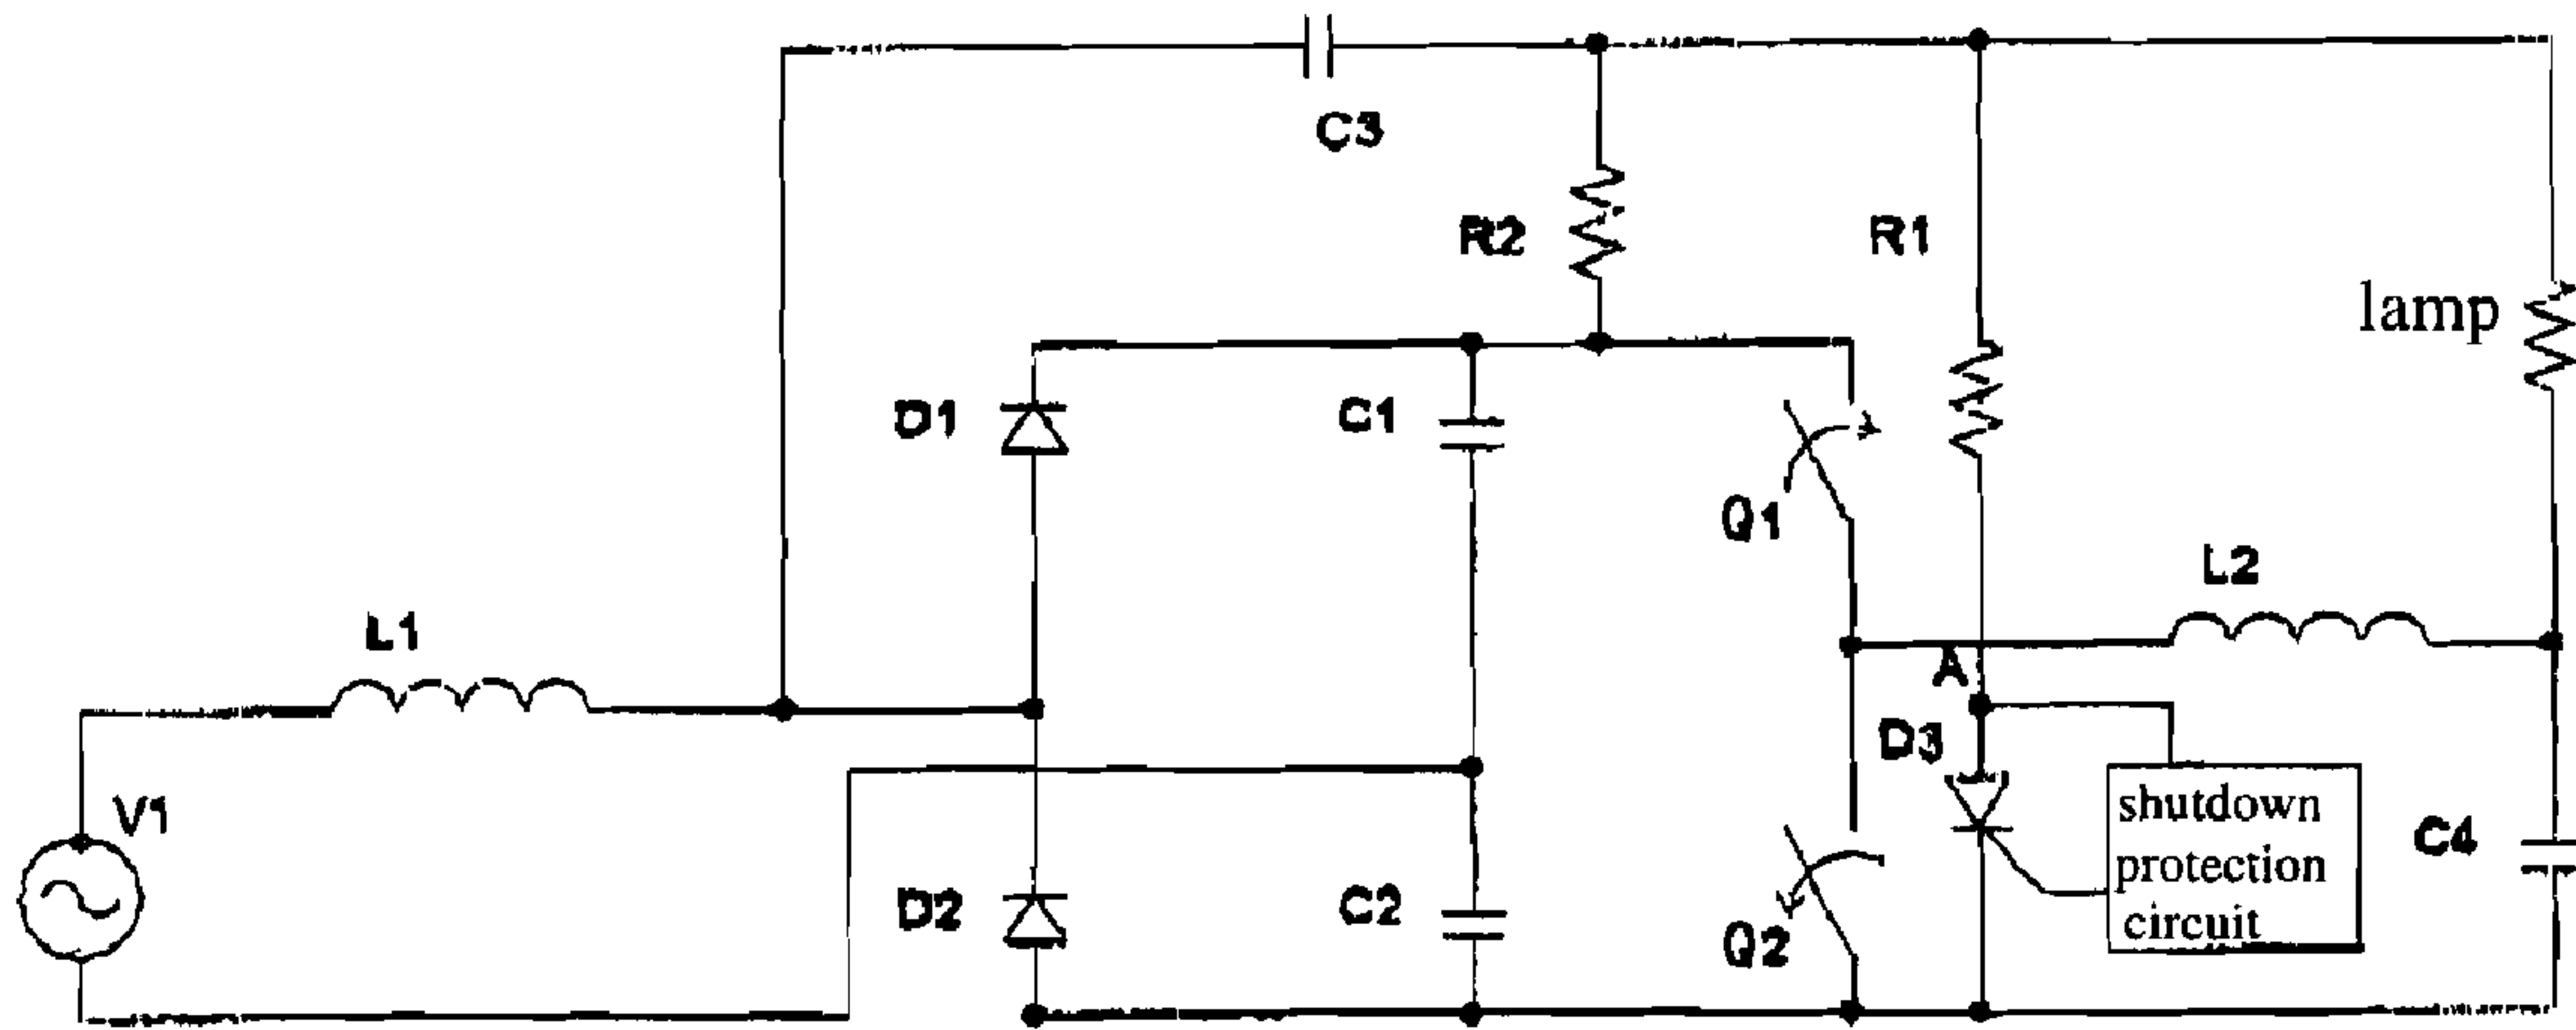 C3
R2
R1
lamp
D1
C1
Q1
L2
L1
A
D3
V1
shutdown
protection
circuit
C4
D2
C2
Q2